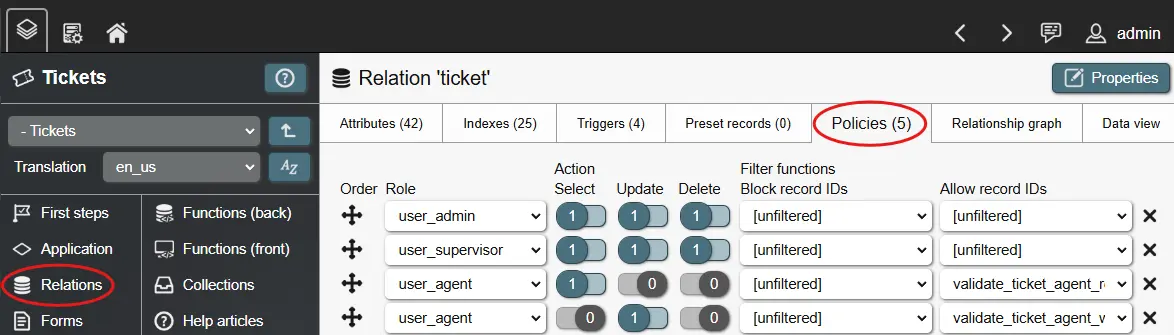 admin
Tickets
Relation 'ticket'
Properties
- Tickets
Attributes (42) Indexes (25) Triggers (4) Preset records (0) Policies (5) Relationship graph Data view
Translation en_us
Action Filter functions
Order Role Select Update Delete Block record IDs Allow record IDs
First steps Functions (back)
user_admin 1 1 1 [unfiltered] [unfiltered]
Application Functions (front)
user_supervisor 1 1 1 [unfiltered] [unfiltered]
Relations Collections
user_agent 1 0 0 [unfiltered] validate_ticket_agent_r
Forms Help articles
user_agent 0 1 0 [unfiltered] validate_ticket_agent_v